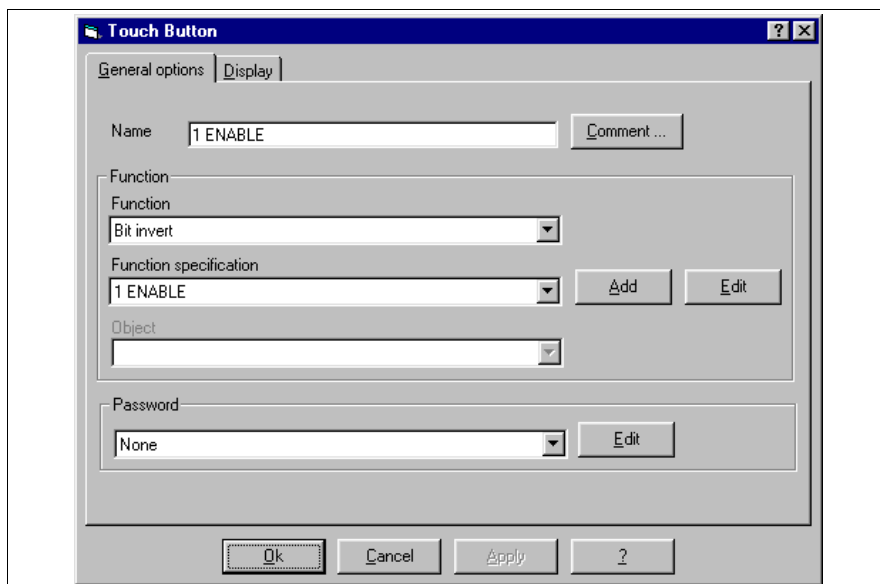 Touch Button
General options Display
Name 1 ENABLE Comment ...
Function
Function
Bit invert
Function specification
1 ENABLE Add Edit
Object
Password
None Edit
Ok Cancel Apply ?